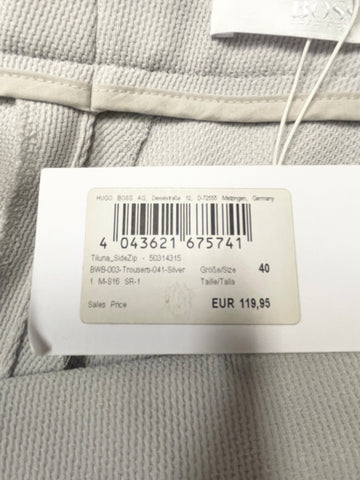 BOSS
HUGO BOSS AG, Dieselstraße 12, D-72555 Metzingen, Germany
4 043621 675741
Tiluna_SideZip - 50314315
BWB-003-Trousers-041-Silver Größe/Size 40
1 M-S16 SR-1 Taille/Talla
Sales Price EUR 119,95